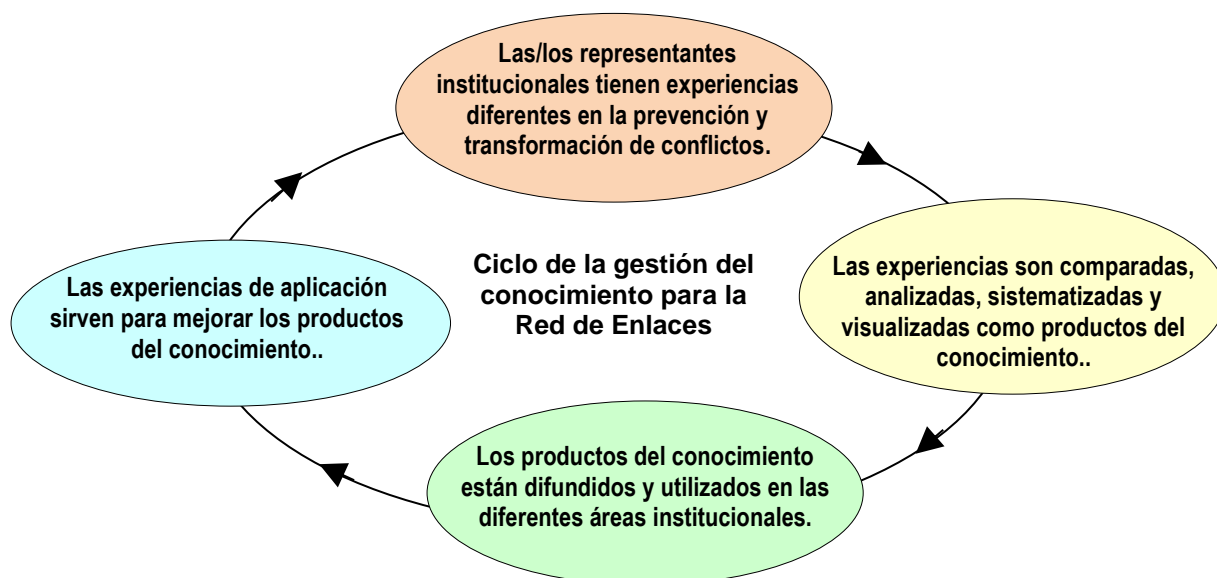 Las/los representantes
institucionales tienen experiencias
diferentes en la prevención y
transformación de conflictos.
Ciclo de la gestión del
conocimiento para la
Red de Enlaces
Las experiencias son comparadas,
analizadas, sistematizadas y
visualizadas como productos del
conocimiento..
Los productos del conocimiento
están difundidos y utilizados en las
diferentes áreas institucionales.
Las experiencias de aplicación
sirven para mejorar los productos
del conocimiento..